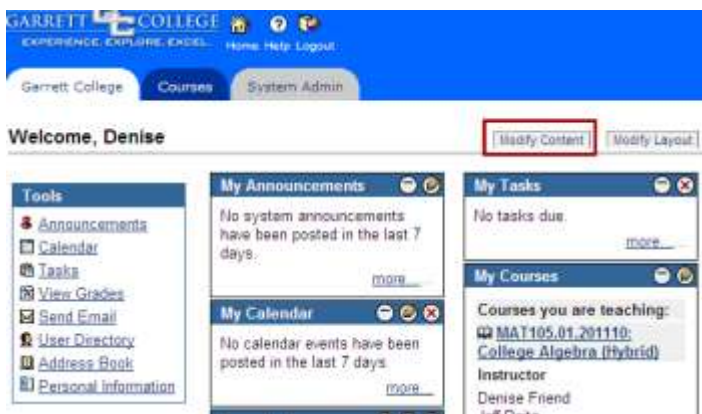 GARRETT GC COLLEGE
EXPERIENCE. EXPLORE. EXCEL.
Home Help Logout
Garrett College
Courses
System Admin
Welcome, Denise
Modify Content
Modify Layout
Tools
Announcements
Calendar
Tasks
View Grades
Send Email
User Directory
Address Book
Personal Information
My Announcements
No system announcements
have been posted in the last 7
days.
more...
My Calendar
No calendar events have been
posted in the last 7 days
more...
My Tasks
No tasks due.
more...
My Courses
Courses you are teaching:
MAT105.01.201110:
College Algebra (Hybrid)
Instructor
Denise Friend